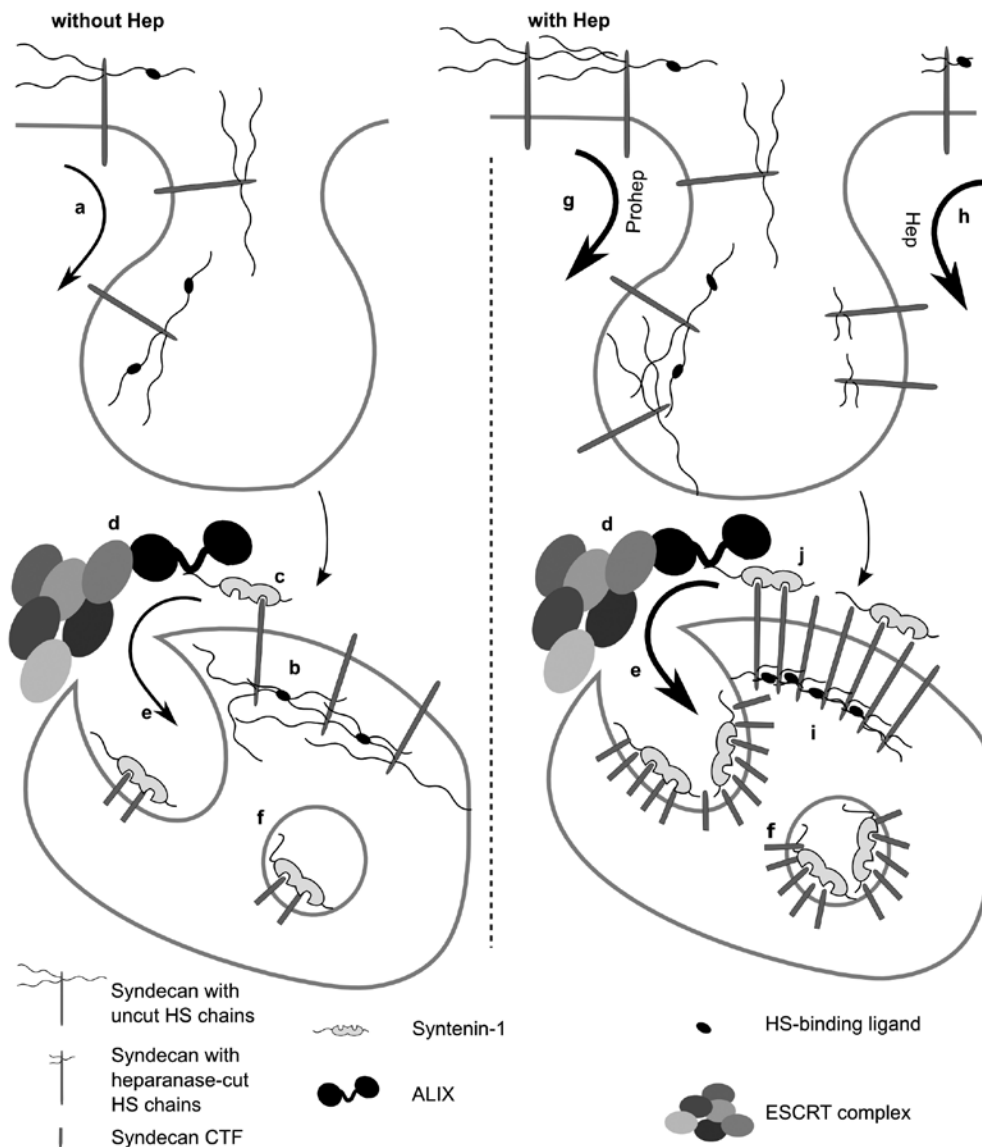 without Hep
with Hep
a
g
Prohep
Hep
h
d
c
b
e
f
d
j
e
i
f
Syndecan with
uncut HS chains
Syndecan with
heparanase-cut
HS chains
Syndecan CTF
Syntenin-1
ALIX
HS-binding ligand
ESCRT complex